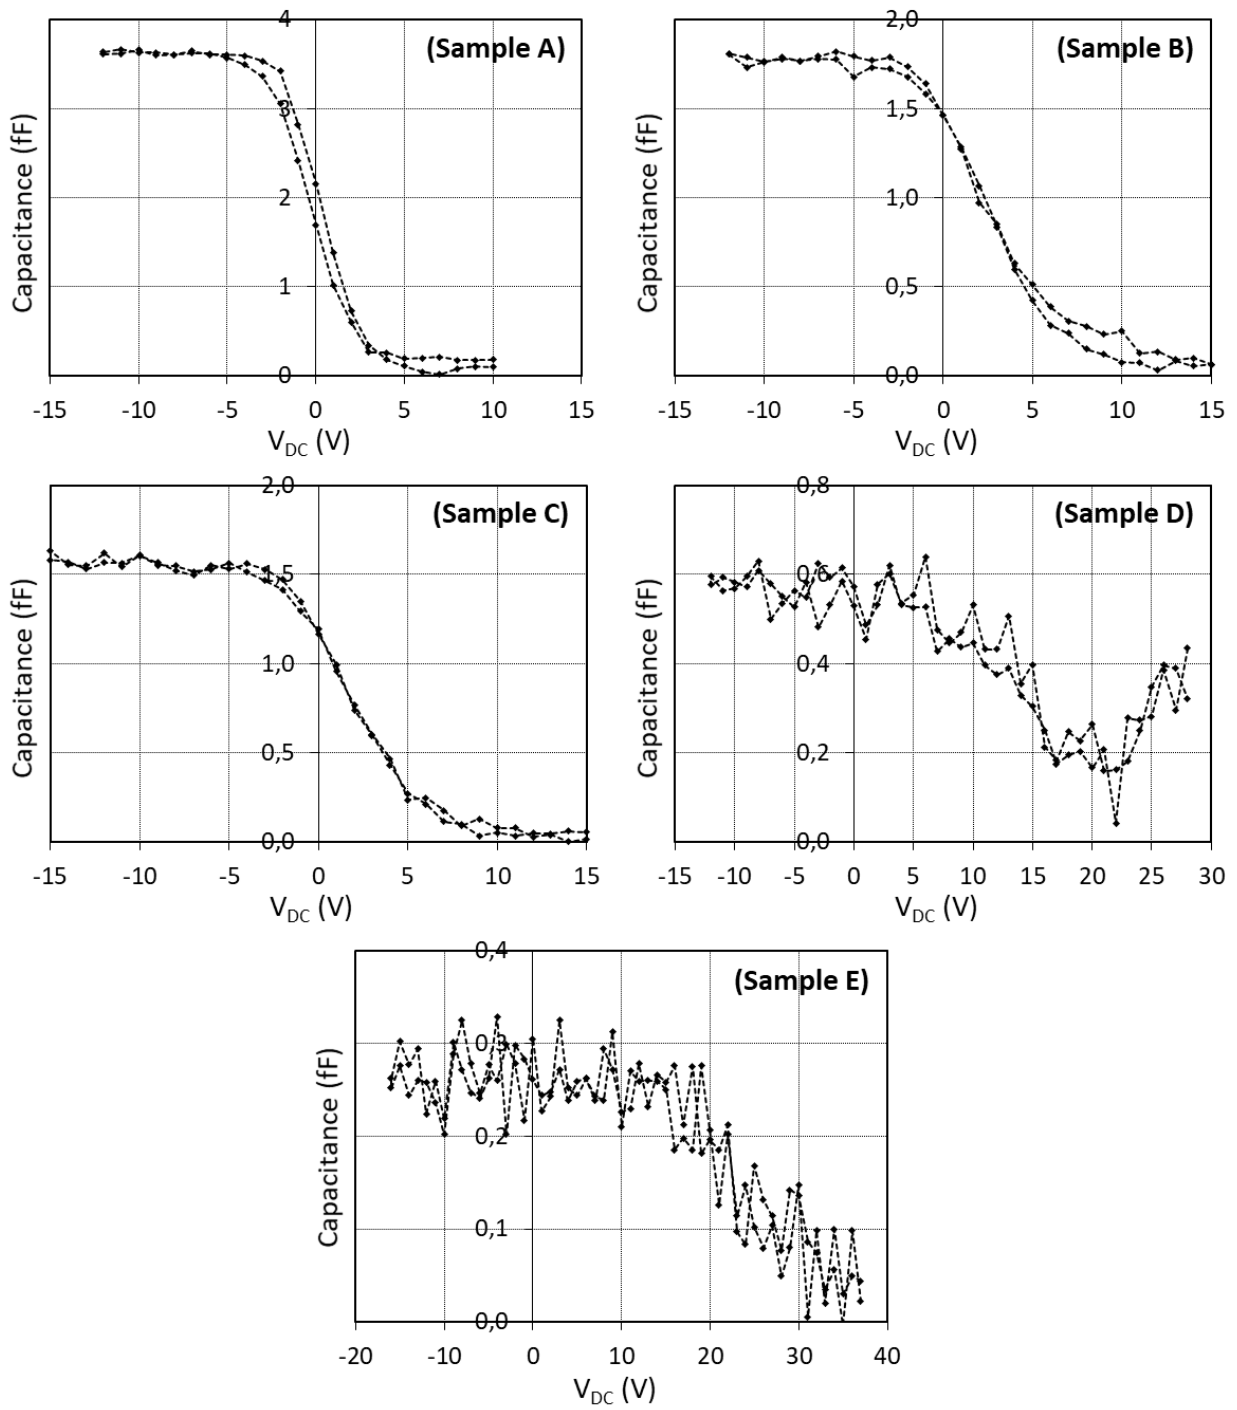 (Sample A)
Capacitance (fF)
4
3
2
1
0
-15 -10 -5 0 5 10 15
V_DC (V)
(Sample B)
Capacitance (fF)
2,0
1,5
1,0
0,5
0,0
-15 -10 -5 0 5 10 15
V_DC (V)
(Sample C)
Capacitance (fF)
2,0
1,5
1,0
0,5
0,0
-15 -10 -5 0 5 10 15
V_DC (V)
(Sample D)
Capacitance (fF)
0,8
0,6
0,4
0,2
0,0
-15 -10 -5 0 5 10 15 20 25 30
V_DC (V)
(Sample E)
Capacitance (fF)
0,4
0,3
0,2
0,1
0,0
-20 -10 0 10 20 30 40
V_DC (V)